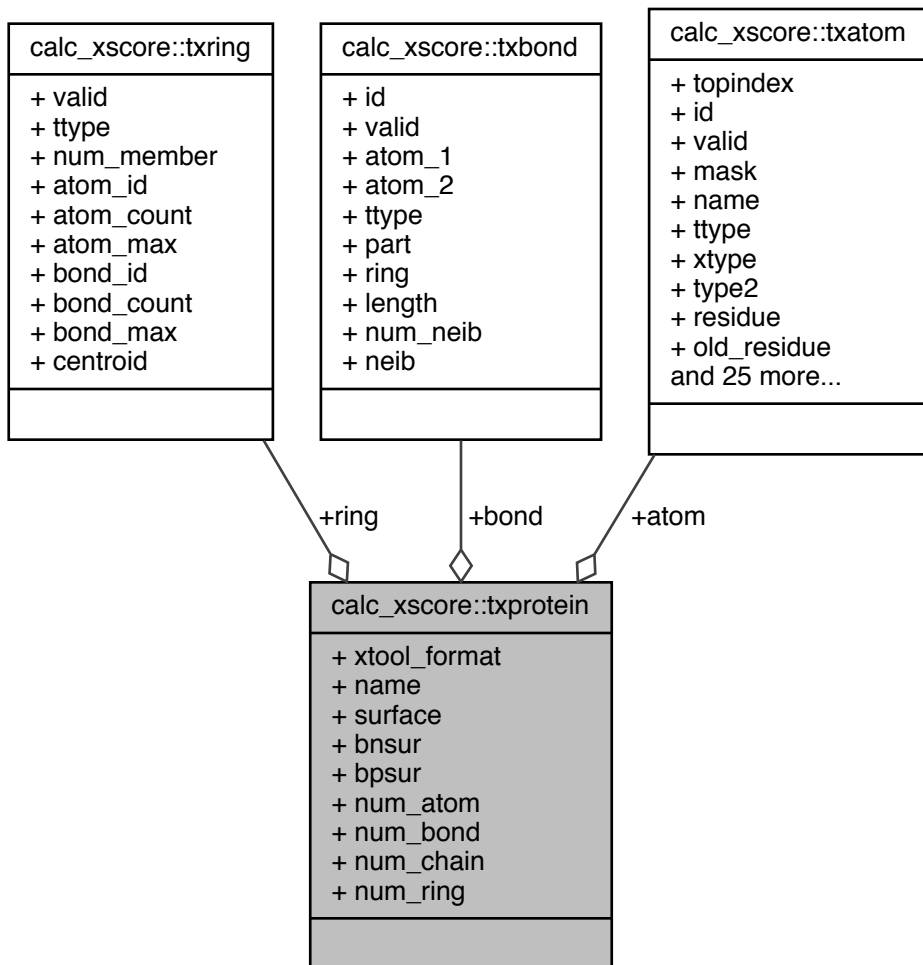 calc_xscore::txring
+ valid
+ ttype
+ num_member
+ atom_id
+ atom_count
+ atom_max
+ bond_id
+ bond_count
+ bond_max
+ centroid
calc_xscore::txbond
+ id
+ valid
+ atom_1
+ atom_2
+ ttype
+ part
+ ring
+ length
+ num_neib
+ neib
calc_xscore::txatom
+ topindex
+ id
+ valid
+ mask
+ name
+ ttype
+ xtype
+ type2
+ residue
+ old_residue
and 25 more...
+ring
+bond
+atom
calc_xscore::txprotein
+ xtool_format
+ name
+ surface
+ bnsur
+ bpsur
+ num_atom
+ num_bond
+ num_chain
+ num_ring